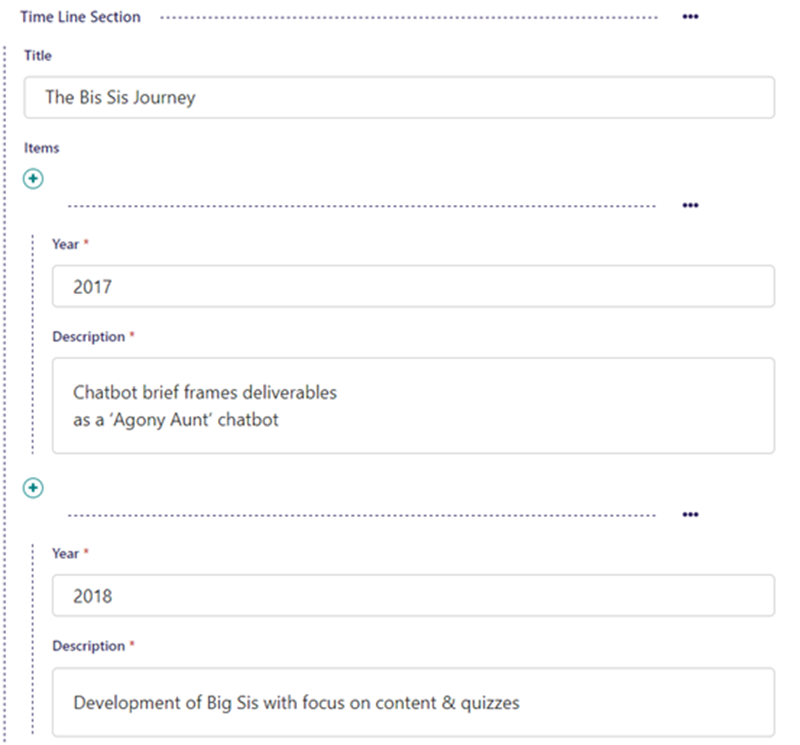 Time Line Section
Title
The Bis Sis Journey
Items
Year *
2017
Description *
Chatbot brief frames deliverables
as a ‘Agony Aunt’ chatbot
Year *
2018
Description *
Development of Big Sis with focus on content & quizzes